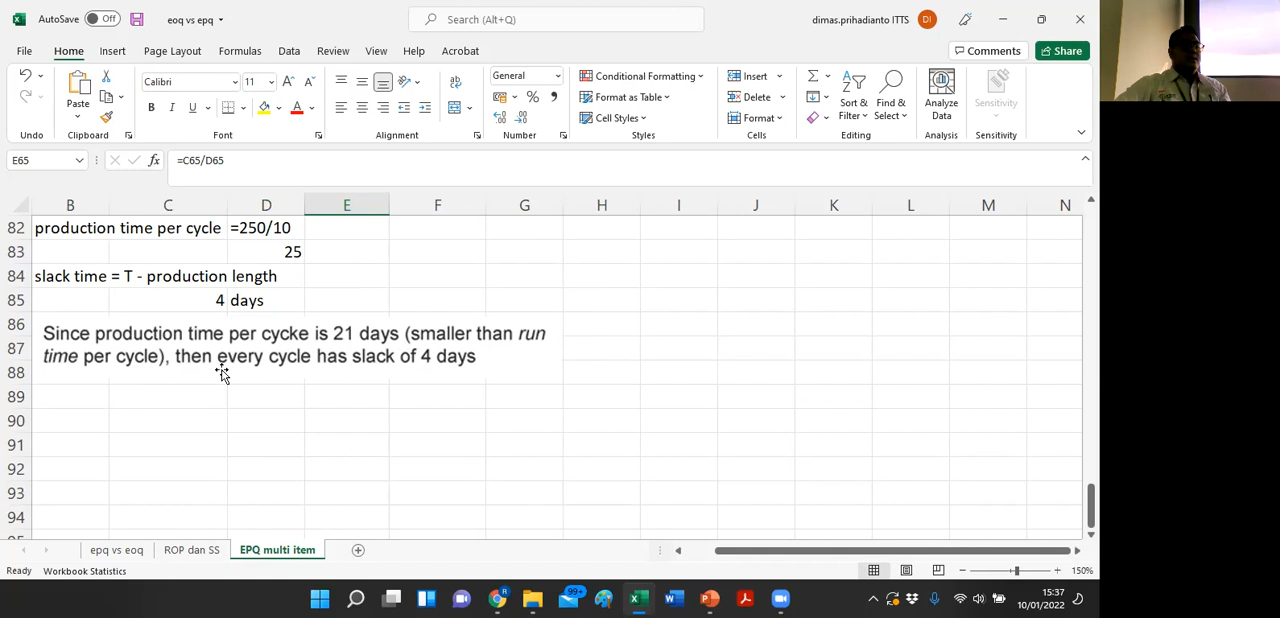 AutoSave Off eoq vs epq Search (Alt+Q) dimas.prihadianto ITTS DI
File Home Insert Page Layout Formulas Data Review View Help Acrobat Comments Share
Calibri 11 General Conditional Formatting Insert
Paste Format as Table Delete Sort & Find & Analyze Sensitivity
B I U A % Cell Styles Format Filter Select Data
Undo Clipboard Font Alignment Number Styles Cells Editing Analysis Sensitivity
E65 fx =C65/D65
B C D E F G H I J K L M N
82 production time per cycle =250/10
83 25
84 slack time = T - production length
85 4 days
86 Since production time per cycke is 21 days (smaller than run
87 time per cycle), then every cycle has slack of 4 days
88
89
90
91
92
93
94
epq vs eoq ROP dan SS EPQ multi item
Ready Workbook Statistics 150%
99+ 15:37
10/01/2022